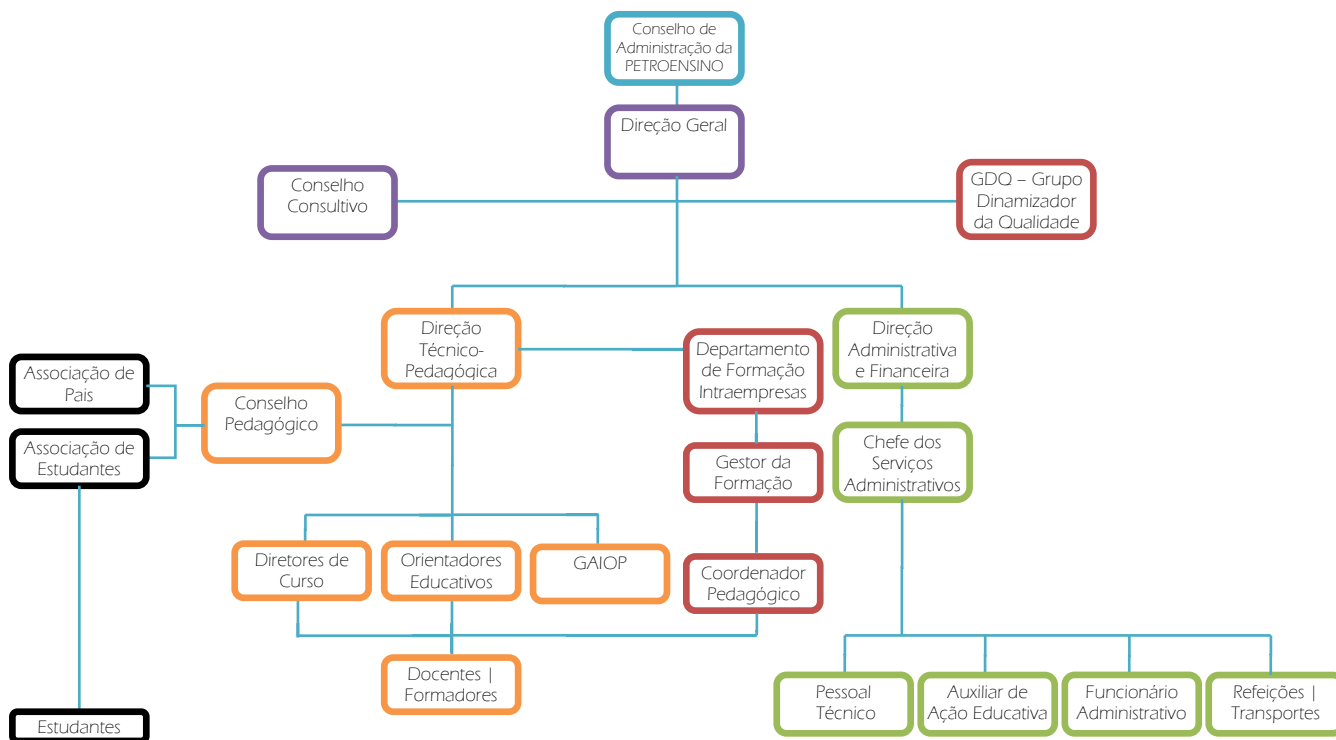 Conselho de
Administração da
PETROENSINO
Direção Geral
Conselho
Consultivo
GDQ – Grupo
Dinamizador
da Qualidade
Direção
Técnico-
Pedagógica
Departamento
de Formação
Intraempresas
Direção
Administrativa
e Financeira
Associação de
Pais
Conselho
Pedagógico
Associação de
Estudantes
Gestor da
Formação
Chefe dos
Serviços
Administrativos
Diretores de
Curso
Orientadores
Educativos
GAIOP
Coordenador
Pedagógico
Docentes |
Formadores
Pessoal
Técnico
Auxiliar de
Ação Educativa
Funcionário
Administrativo
Refeições |
Transportes
Estudantes